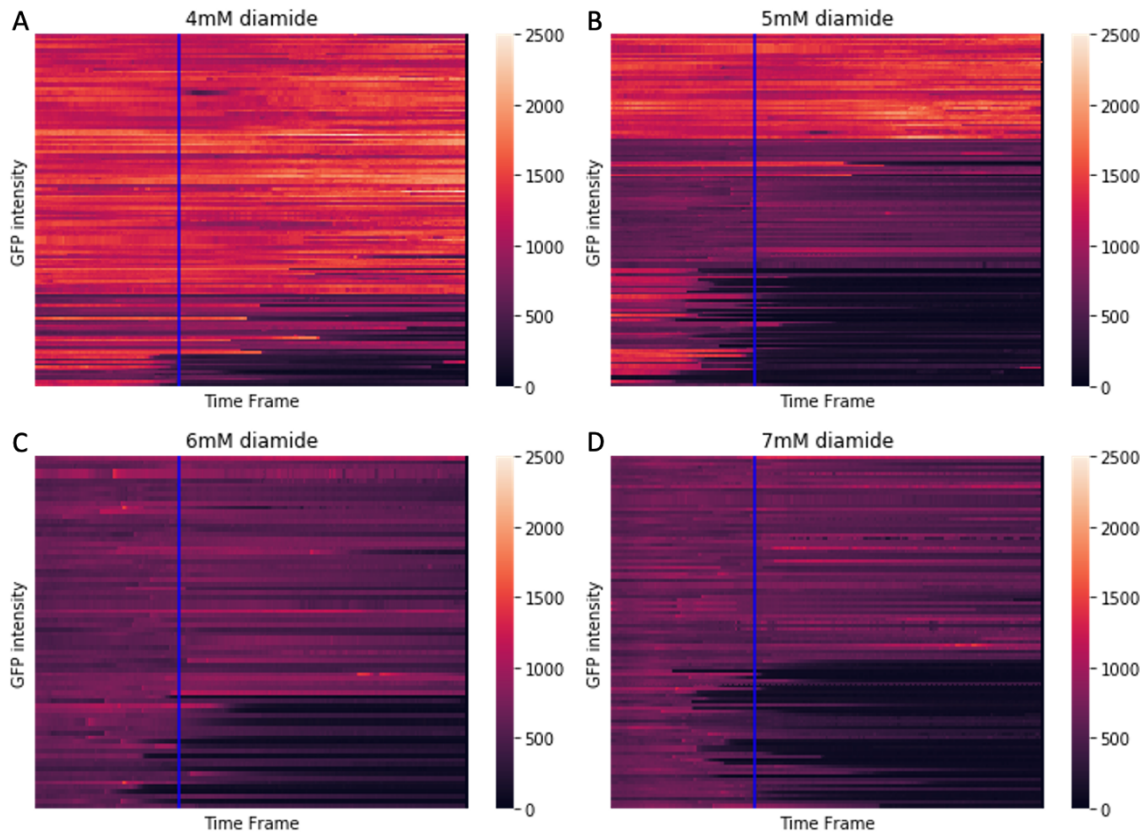 A
4mM diamide
GFP intensity
Time Frame
2500
2000
1500
1000
500
0
B
5mM diamide
GFP intensity
Time Frame
2500
2000
1500
1000
500
0
C
6mM diamide
GFP intensity
Time Frame
2500
2000
1500
1000
500
0
D
7mM diamide
GFP intensity
Time Frame
2500
2000
1500
1000
500
0